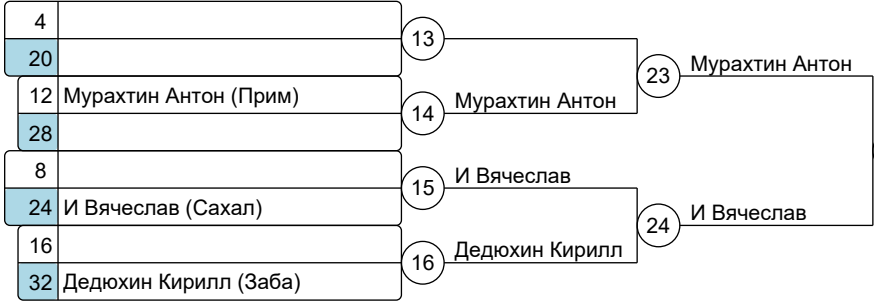 4
13
20
23 Мурахтин Антон
12 Мурахтин Антон (Прим)
14 Мурахтин Антон
28
8
15 И Вячеслав
24 И Вячеслав (Сахал)
24 И Вячеслав
16
16 Дедюхин Кирилл
32 Дедюхин Кирилл (Заба)